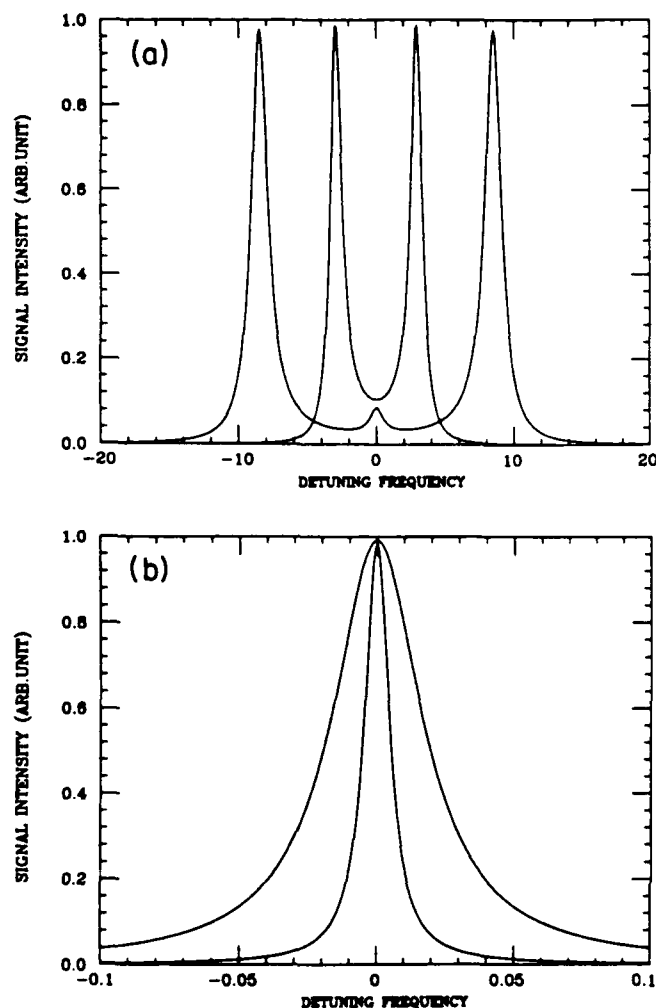 (a)
SIGNAL INTENSITY (ARB.UNIT)
1.0
0.8
0.6
0.4
0.2
0.0
-20 -10 0 10 20
DETUNING FREQUENCY
(b)
SIGNAL INTENSITY (ARB.UNIT)
1.0
0.8
0.6
0.4
0.2
0.0
-0.1 -0.05 0 0.05 0.1
DETUNING FREQUENCY